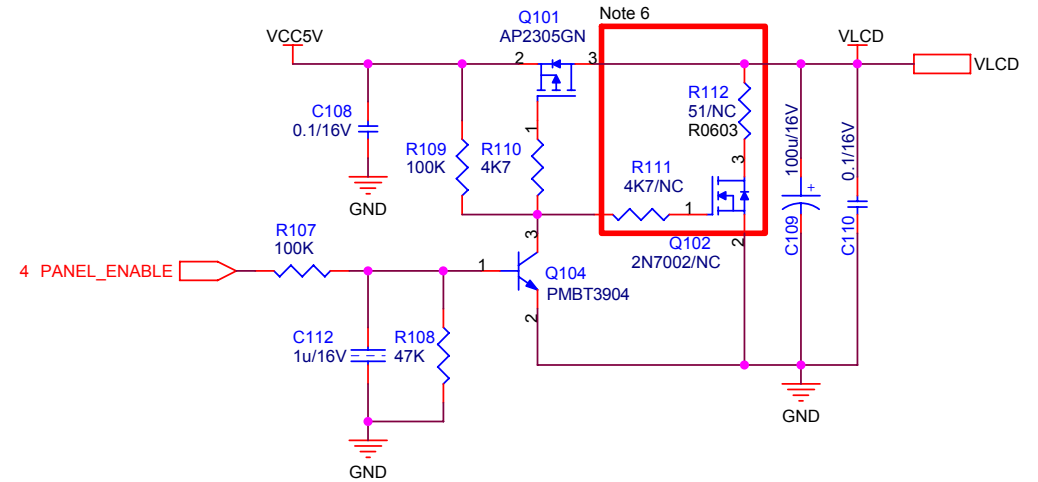 Note 6
Q101
AP2305GN
VCC5V
VLCD
2
3
VLCD
C108
0.1/16V
R109
100K
R110
4K7
1
R112
51/NC
R0603
100u/16V
0.1/16V
R111
4K7/NC
3
1
+
GND
R107
100K
3
Q102
2N7002/NC
2
C109
C110
4 PANEL_ENABLE
1
Q104
PMBT3904
2
C112
1u/16V
R108
47K
GND
GND